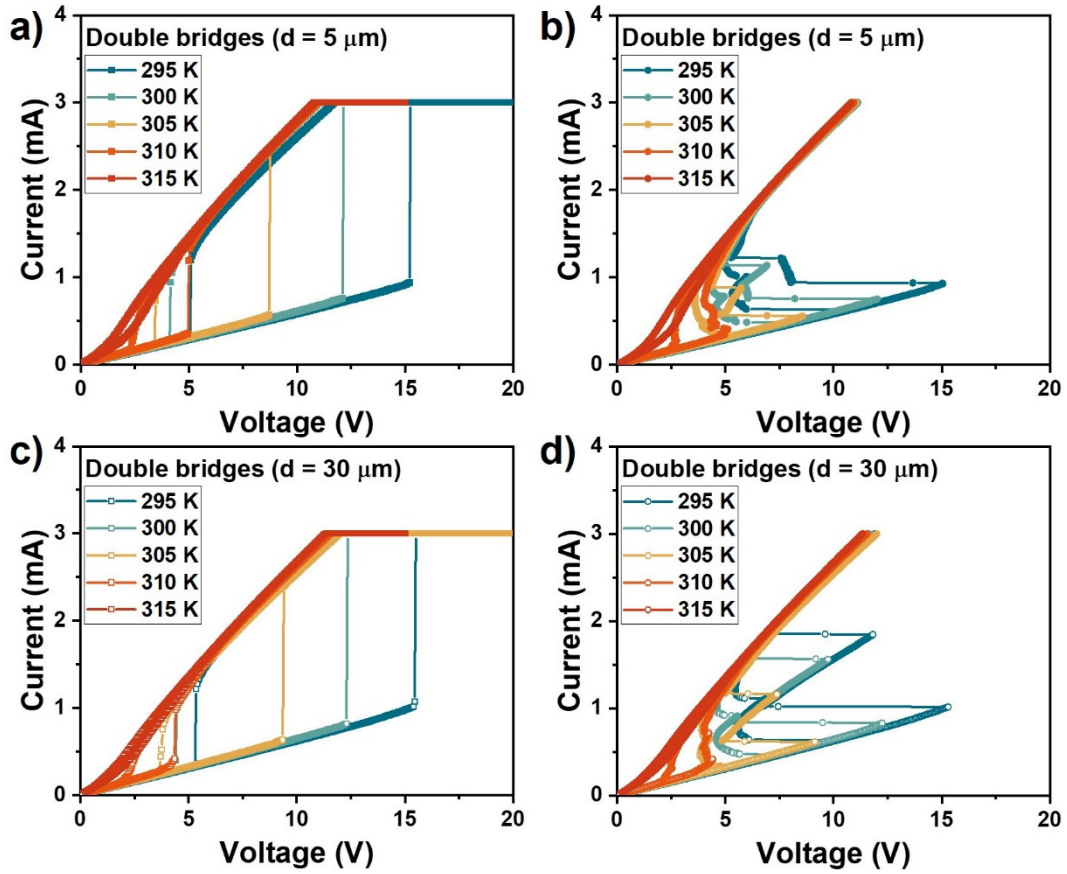 a)
Double bridges (d = 5 μm)
295 K
300 K
305 K
310 K
315 K
Current (mA)
4
3
2
1
0
0
5
10
15
20
Voltage (V)
b)
Double bridges (d = 5 μm)
295 K
300 K
305 K
310 K
315 K
Current (mA)
4
3
2
1
0
0
5
10
15
20
Voltage (V)
c)
Double bridges (d = 30 μm)
295 K
300 K
305 K
310 K
315 K
Current (mA)
4
3
2
1
0
0
5
10
15
20
Voltage (V)
d)
Double bridges (d = 30 μm)
295 K
300 K
305 K
310 K
315 K
Current (mA)
4
3
2
1
0
0
5
10
15
20
Voltage (V)